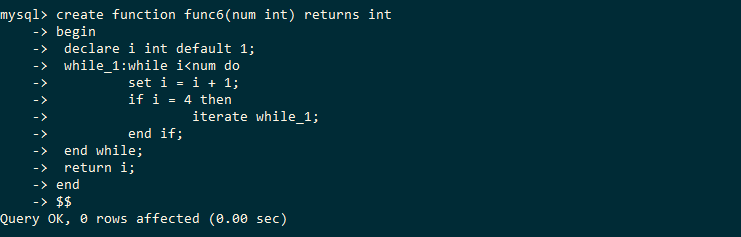 mysql> create function func6(num int) returns int
    -> begin
    ->  declare i int default 1;
    ->  while_1:while i<num do
    ->          set i = i + 1;
    ->          if i = 4 then
    ->                  iterate while_1;
    ->          end if;
    ->  end while;
    ->  return i;
    -> end
    -> $$
Query OK, 0 rows affected (0.00 sec)